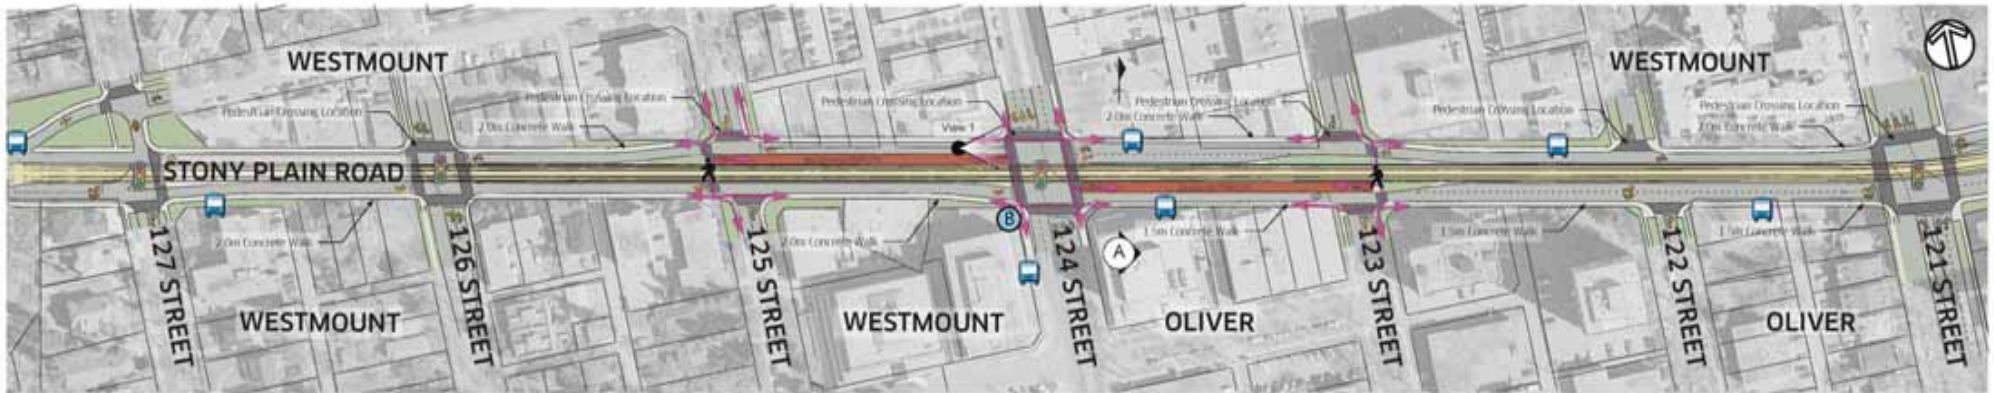 WESTMOUNT
WESTMOUNT
Pedestrian Crossing Location
Pedestrian Crossing Location
Pedestrian Crossing Location
Pedestrian Crossing Location
Pedestrian Crossing Location
Pedestrian Crossing Location
2.0m Concrete Walk
2.0m Concrete Walk
2.0m Concrete Walk
View 1
STONY PLAIN ROAD
B
A
2.0m Concrete Walk
2.0m Concrete Walk
1.5m Concrete Walk
1.5m Concrete Walk
1.5m Concrete Walk
127 STREET
126 STREET
125 STREET
124 STREET
123 STREET
122 STREET
121 STREET
WESTMOUNT
WESTMOUNT
OLIVER
OLIVER